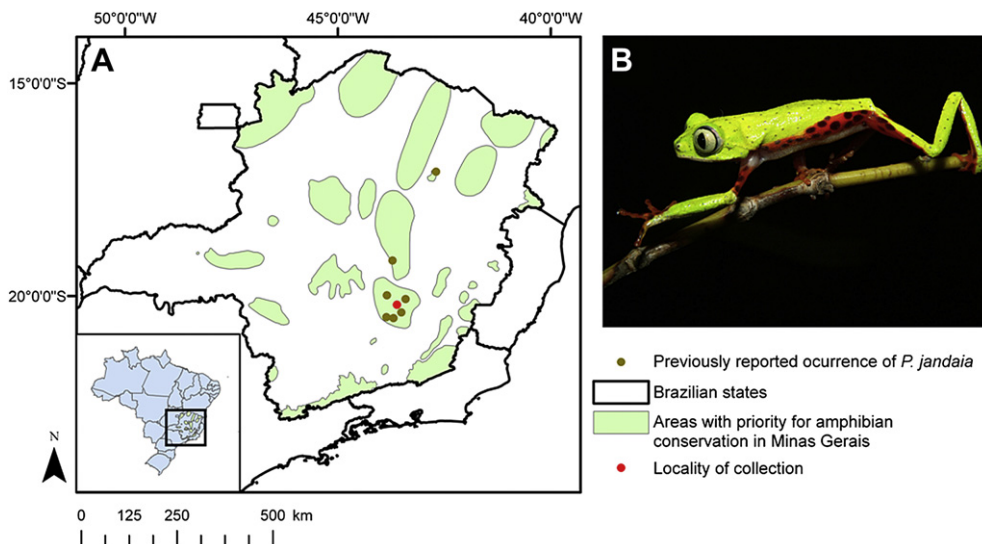 50°0'0"W
45°0'0"W
40°0'0"W
A
B
15°0'0"S
20°0'0"S
N
0 125 250 500 km
Previously reported ocurrence of P. jandaia
Brazilian states
Areas with priority for amphibian
conservation in Minas Gerais
Locality of collection